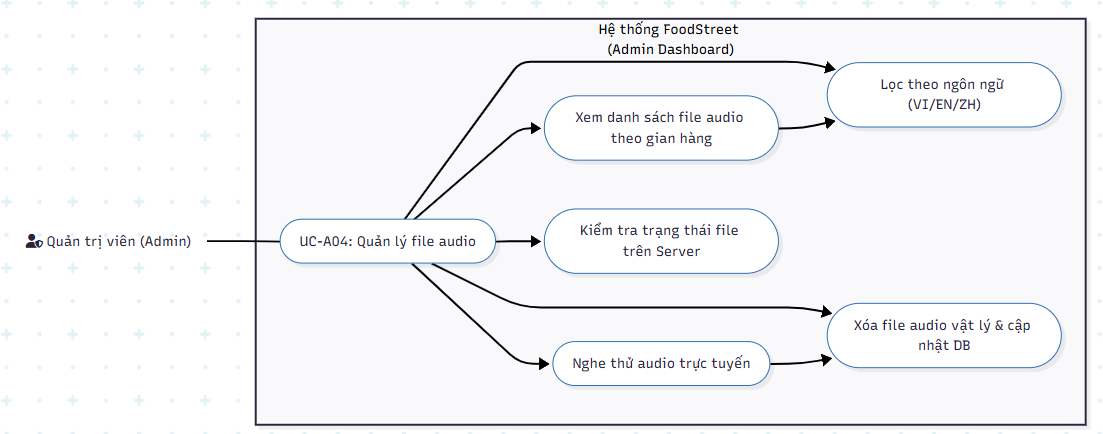 Hệ thống FoodStreet
(Admin Dashboard)
Lọc theo ngôn ngữ
(VI/EN/ZH)
Xem danh sách file audio
theo gian hàng
Quản trị viên (Admin)
UC-A04: Quản lý file audio
Kiểm tra trạng thái file
trên Server
Xóa file audio vật lý & cập
nhật DB
Nghe thử audio trực tuyến